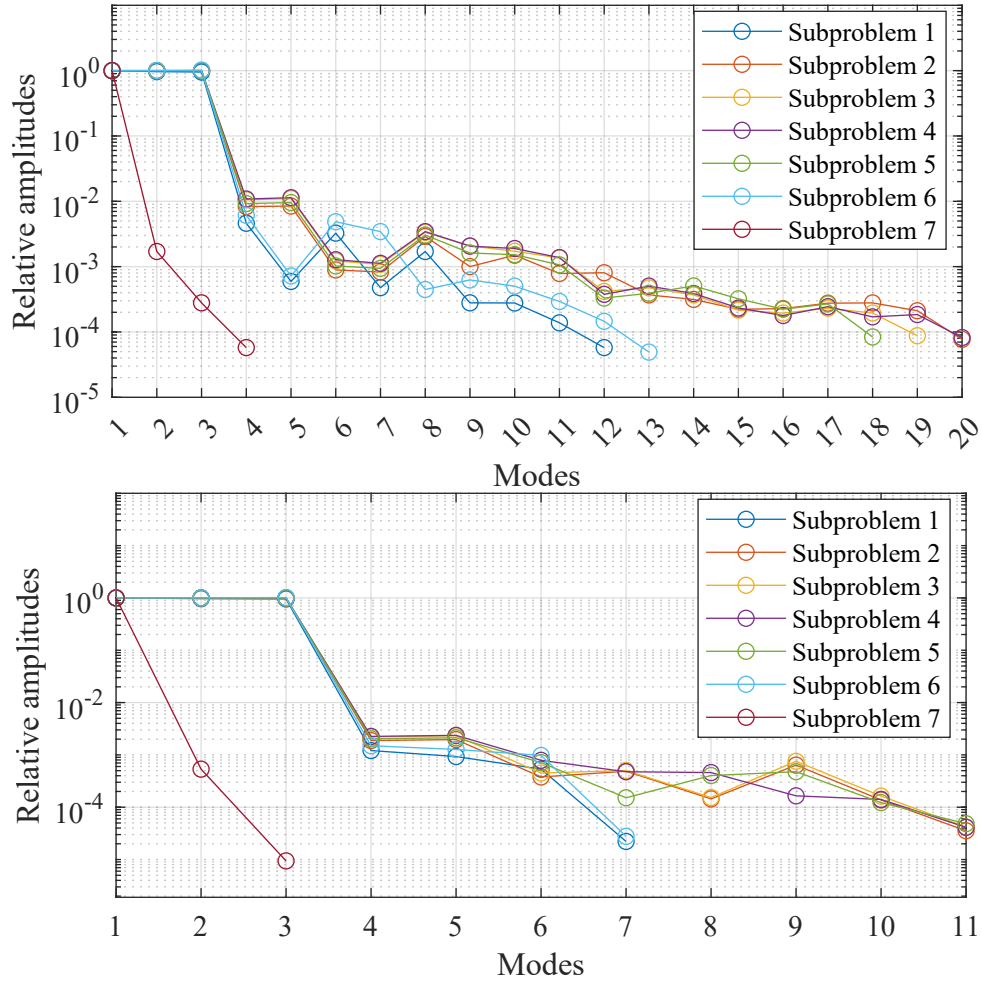 Relative amplitudes
10^0
10^-1
10^-2
10^-3
10^-4
10^-5
1 2 3 4 5 6 7 8 9 10 11 12 13 14 15 16 17 18 19 20
Modes
Subproblem 1
Subproblem 2
Subproblem 3
Subproblem 4
Subproblem 5
Subproblem 6
Subproblem 7
Relative amplitudes
10^0
10^-2
10^-4
1 2 3 4 5 6 7 8 9 10 11
Modes
Subproblem 1
Subproblem 2
Subproblem 3
Subproblem 4
Subproblem 5
Subproblem 6
Subproblem 7